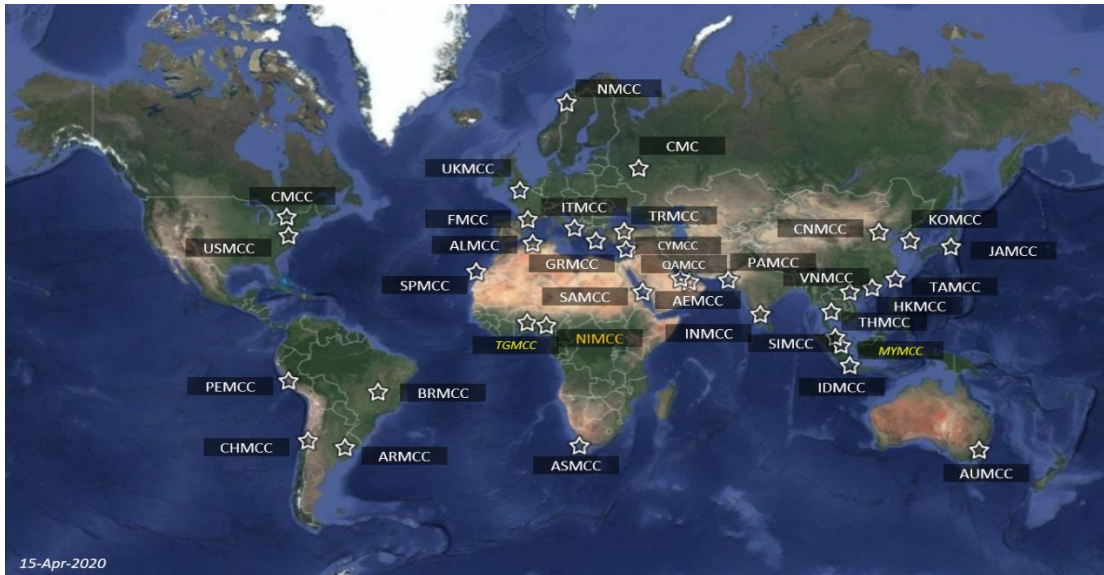 NMCC
CMC
UKMCC
CMCC
ITMCC
FMCC
TRMCC
KOMCC
CNMCC
USMCC
ALMCC
CYMCC
JAMCC
GRMCC
QAMCC
PAMCC
SPMCC
VNMCC
TAMCC
SAMCC
AEMCC
HKMCC
THMCC
INMCC
TGMCC
NIMCC
SIMCC
MYMCC
PEMCC
BRMCC
IDMCC
CHMCC
ARMCC
ASMCC
AUMCC
15-Apr-2020